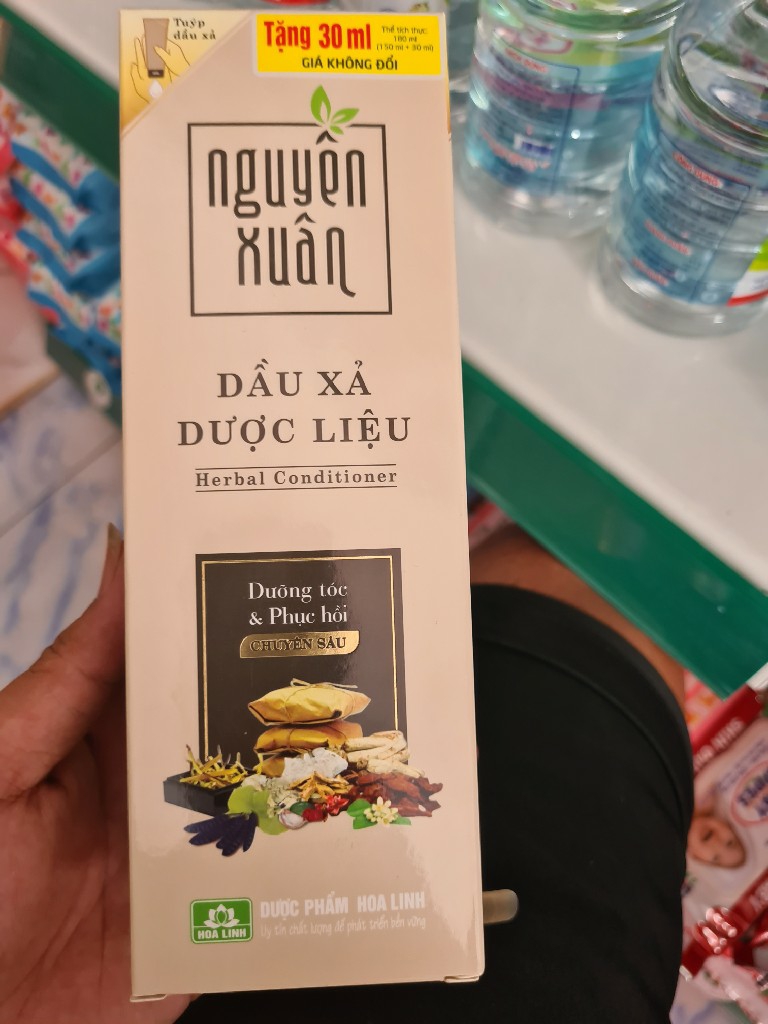 Tuýp
dầu xả
Tặng 30 ml
Thể tích thực:
180 ml
(150 ml + 30 ml)
GIÁ KHÔNG ĐỔI
nguyên
xuân
DẦU XẢ
DƯỢC LIỆU
Herbal Conditioner
Dưỡng tóc
& Phục hồi
CHUYÊN SÂU
HOA LINH
DƯỢC PHẨM HOA LINH
Uy tín chất lượng để phát triển bền vững